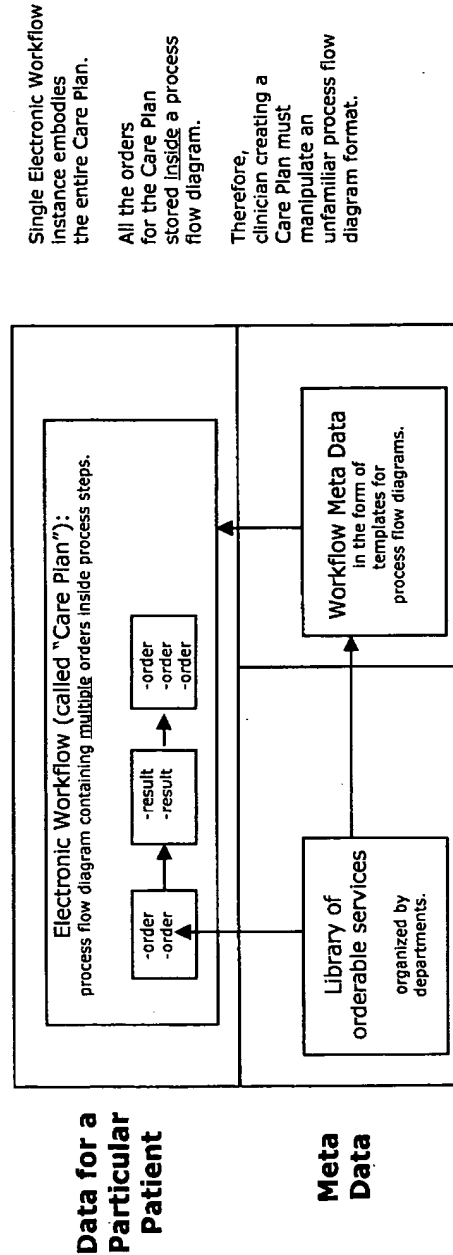 Data for a
Particular
Patient
Electronic Workflow (called “Care Plan”):
process flow diagram containing multiple orders inside process steps.
-order
-order
-result
-result
-order
-order
-order
Single Electronic Workflow
instance embodies
the entire Care Plan.
All the orders
for the Care Plan
stored inside a process
flow diagram.
Therefore,
clinician creating a
Care Plan must
manipulate an
unfamiliar process flow
diagram format.
Meta
Data
Library of
orderable services
organized by
departments.
Workflow Meta Data
in the form of
templates for
process flow diagrams.